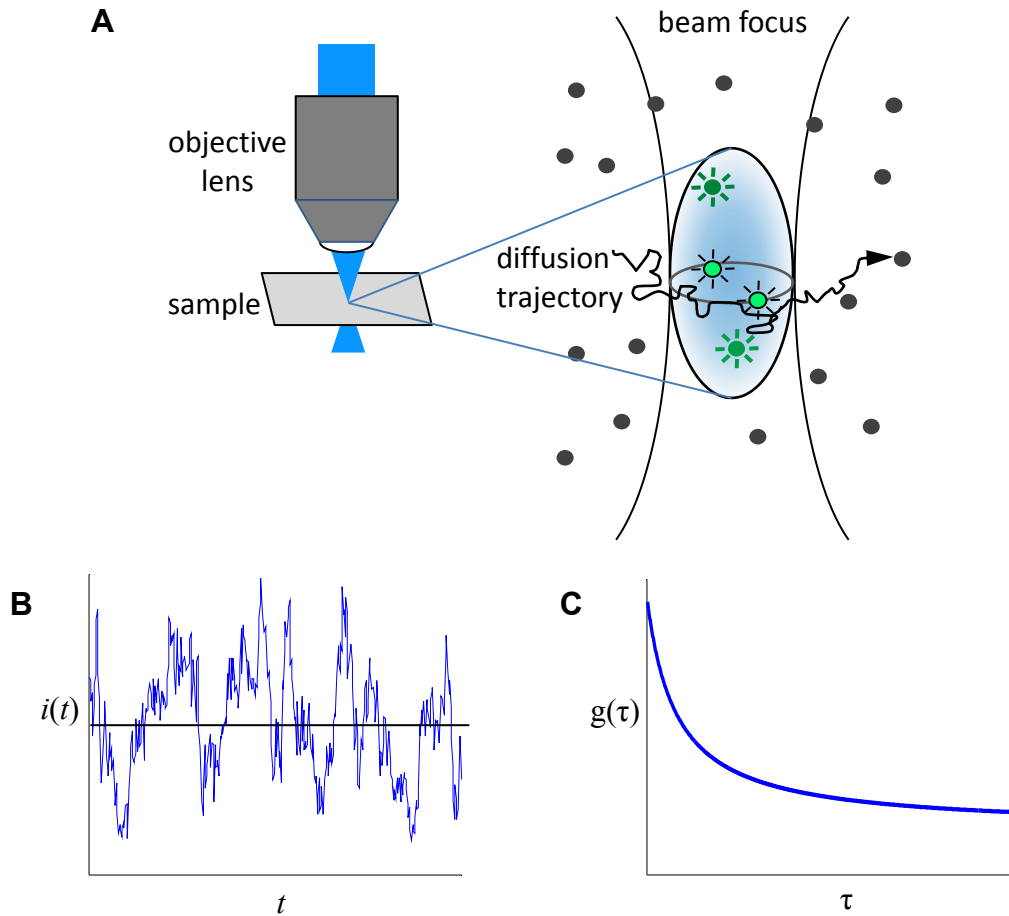 A
beam focus
objective
lens
diffusion
trajectory
sample
B
i(t)
t
C
g(τ)
τ